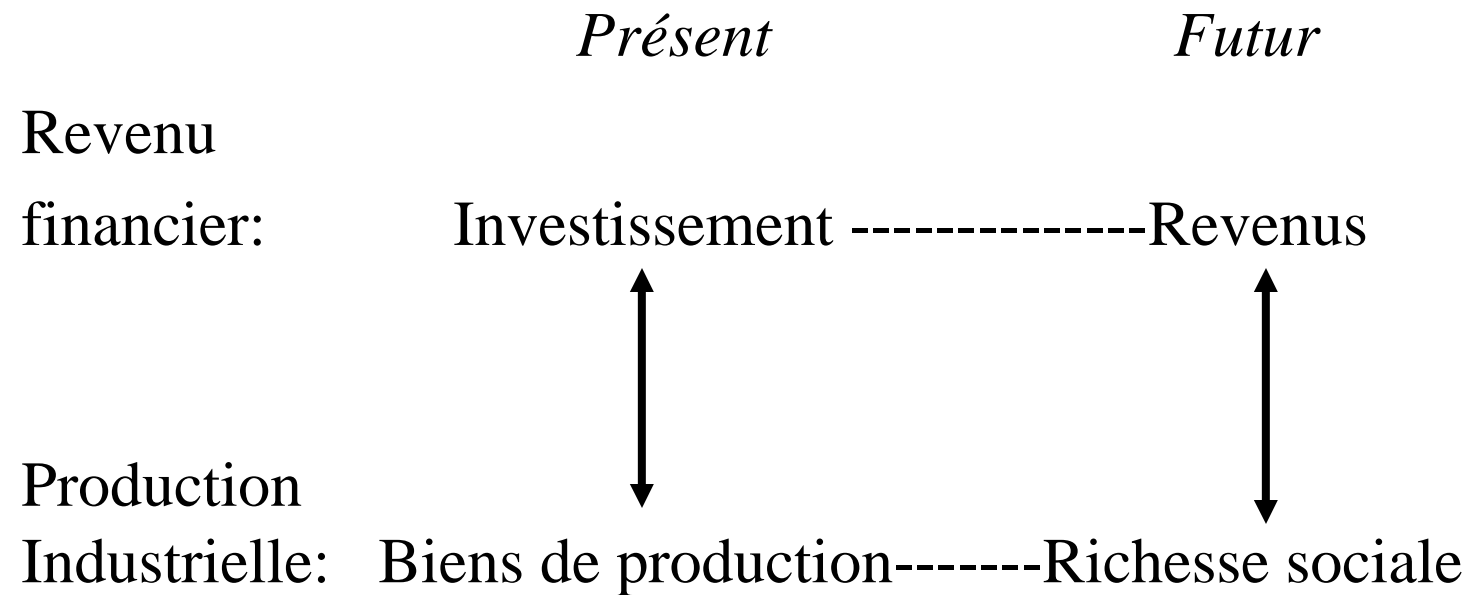 Présent Futur
Revenu
financier: Investissement --------------Revenus
Production
Industrielle: Biens de production-------Richesse sociale